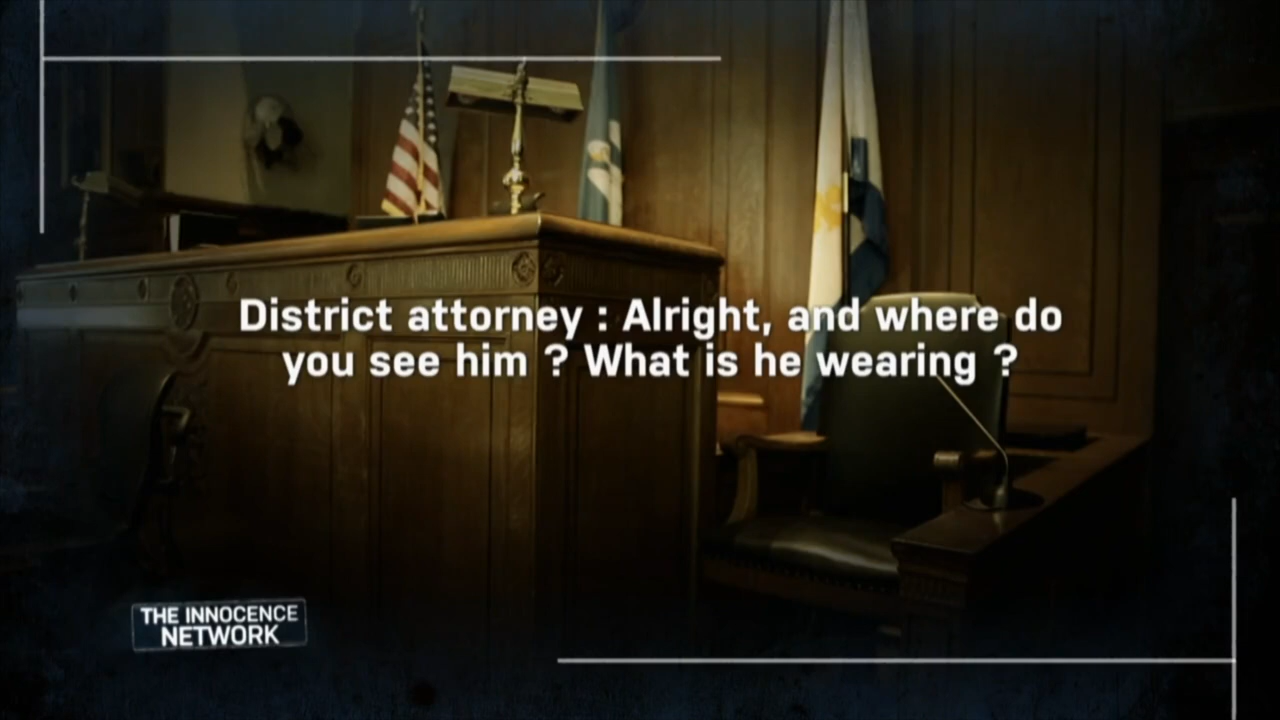 District attorney : Alright, and where do
you see him ? What is he wearing ?
THE INNOCENCE
NETWORK